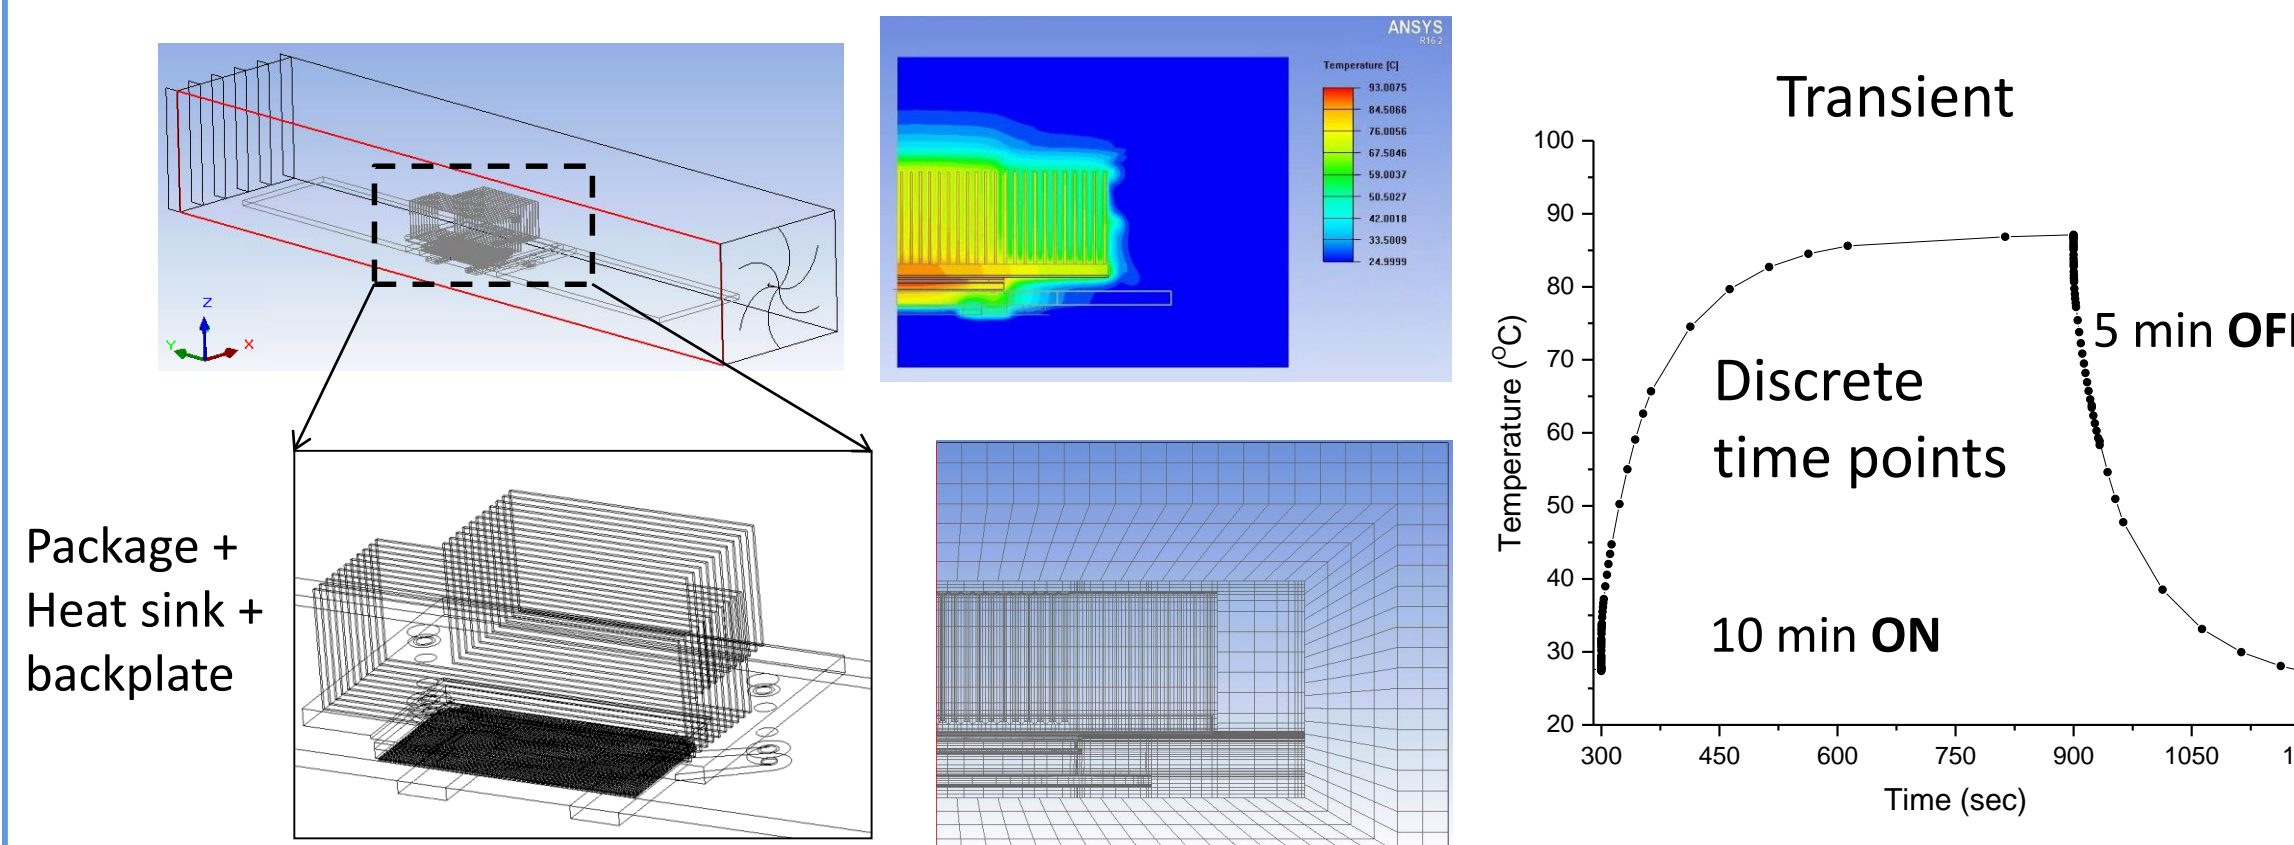 Z
Y
X
Package +
Heat sink +
backplate
ANSYS
R16.2
Temperature [C]
93.0075
84.5066
76.0056
67.5046
59.0037
50.5027
42.0018
33.5009
24.9999
Transient
100
90
80
70
60
50
40
30
20
Temperature (°C)
5 min OFF
Discrete
time points
10 min ON
300
450
600
750
900
1050
1
Time (sec)